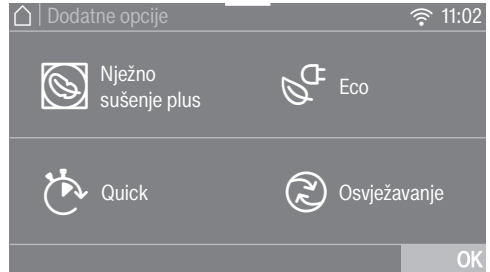 Dodatne opcije
11:02
Nježno
sušenje plus
Eco
Quick
Osvježavanje
OK